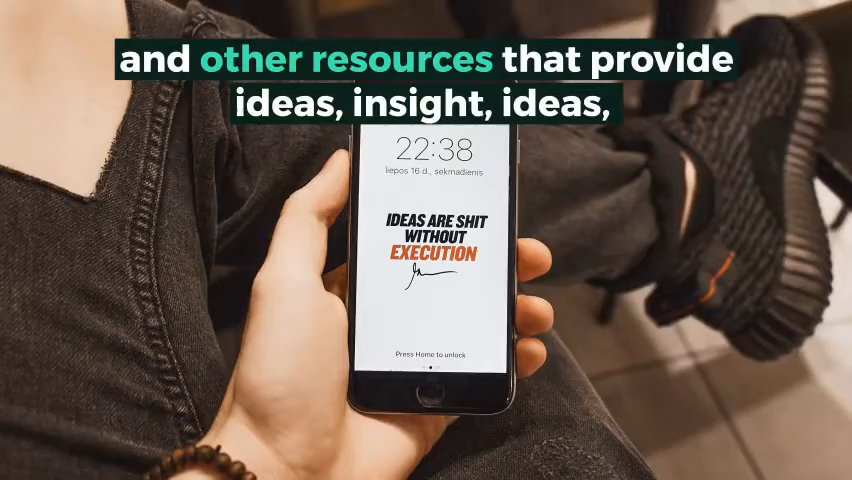 and other resources that provide
ideas, insight, ideas,
22:38
liepos 16 d., sekmadienis
IDEAS ARE SHIT
WITHOUT
EXECUTION
Press Home to unlock